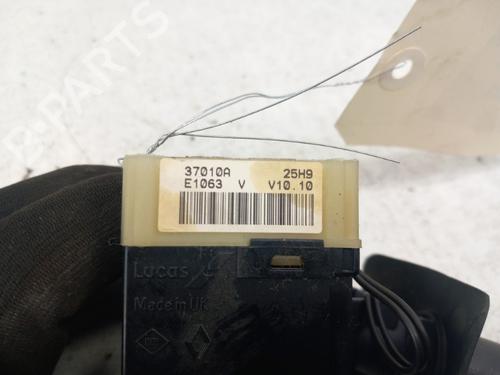 B-PARTS
37010A 25H9
E1063 V V10.10
Lucas
Made in UK